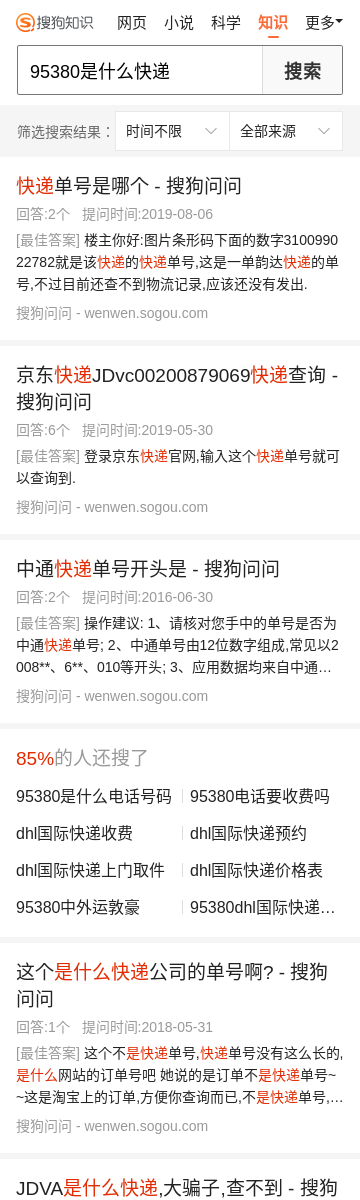 搜狗知识 网页 小说 科学 知识 更多
95380是什么快递 搜索
筛选搜索结果： 时间不限 全部来源
快递单号是哪个 - 搜狗问问
回答:2个 提问时间:2019-08-06
[最佳答案] 楼主你好:图片条形码下面的数字3100990
22782就是该快递的快递单号,这是一单韵达快递的单
号,不过目前还查不到物流记录,应该还没有发出.
搜狗问问 - wenwen.sogou.com
京东快递JDvc00200879069快递查询 -
搜狗问问
回答:6个 提问时间:2019-05-30
[最佳答案] 登录京东快递官网,输入这个快递单号就可
以查询到.
搜狗问问 - wenwen.sogou.com
中通快递单号开头是 - 搜狗问问
回答:2个 提问时间:2016-06-30
[最佳答案] 操作建议: 1、请核对您手中的单号是否为
中通快递单号; 2、中通单号由12位数字组成,常见以2
008**、6**、010等开头; 3、应用数据均来自中通…
搜狗问问 - wenwen.sogou.com
85%的人还搜了
95380是什么电话号码 95380电话要收费吗
dhl国际快递收费 dhl国际快递预约
dhl国际快递上门取件 dhl国际快递价格表
95380中外运敦豪 95380dhl国际快递…
这个是什么快递公司的单号啊? - 搜狗
问问
回答:1个 提问时间:2018-05-31
[最佳答案] 这个不是快递单号,快递单号没有这么长的,
是什么网站的订单号吧 她说的是订单不是快递单号~
~这是淘宝上的订单,方便你查询而已,不是快递单号,…
搜狗问问 - wenwen.sogou.com
JDVA是什么快递,大骗子,查不到 - 搜狗